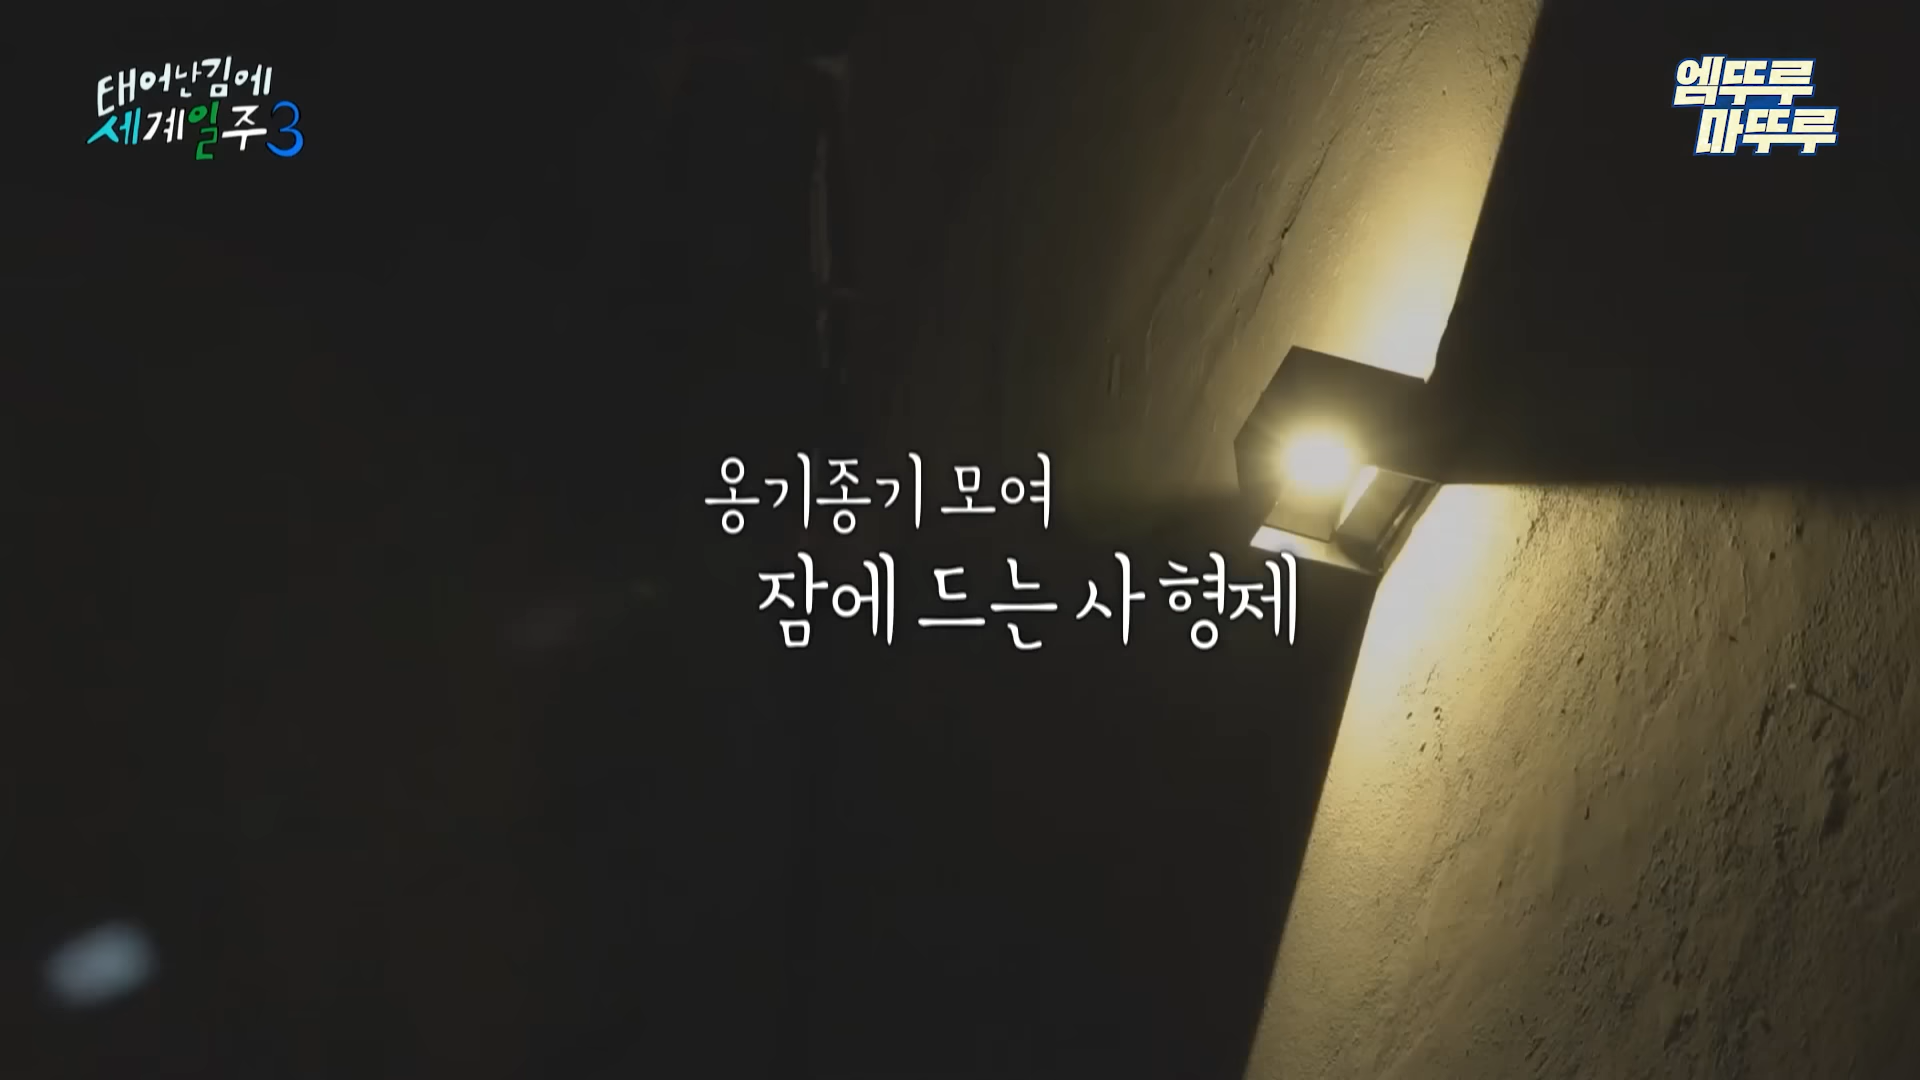 태어난김에
세계일주3
엠뚜루
마뚜루
옹기종기 모여
잠에 드는 사 형제